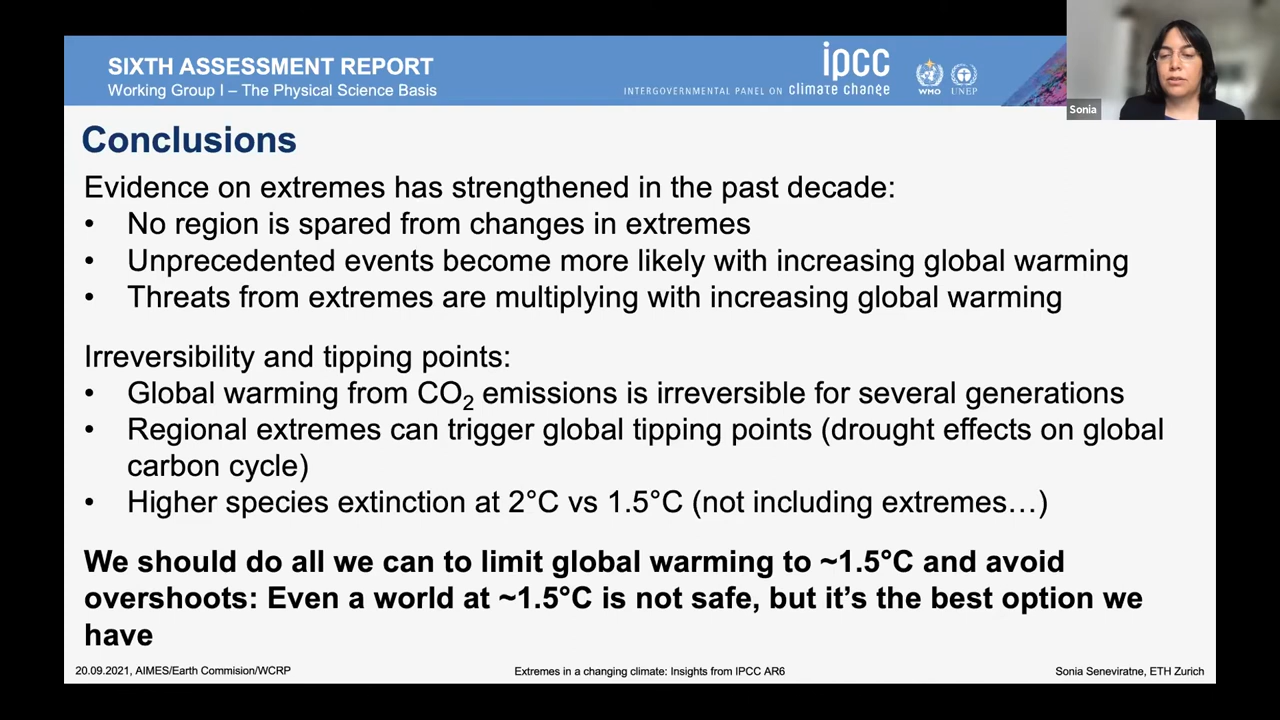 SIXTH ASSESSMENT REPORT
Working Group I – The Physical Science Basis
INTERGOVERNMENTAL PANEL ON climate change
ipcc
WMO
UNEP
Sonia
Conclusions
Evidence on extremes has strengthened in the past decade:
• No region is spared from changes in extremes
• Unprecedented events become more likely with increasing global warming
• Threats from extremes are multiplying with increasing global warming
Irreversibility and tipping points:
• Global warming from CO₂ emissions is irreversible for several generations
• Regional extremes can trigger global tipping points (drought effects on global
carbon cycle)
• Higher species extinction at 2°C vs 1.5°C (not including extremes…)
We should do all we can to limit global warming to ~1.5°C and avoid
overshoots: Even a world at ~1.5°C is not safe, but it’s the best option we
have
20.09.2021, AIMES/Earth Commision/WCRP
Extremes in a changing climate: Insights from IPCC AR6
Sonia Seneviratne, ETH Zurich